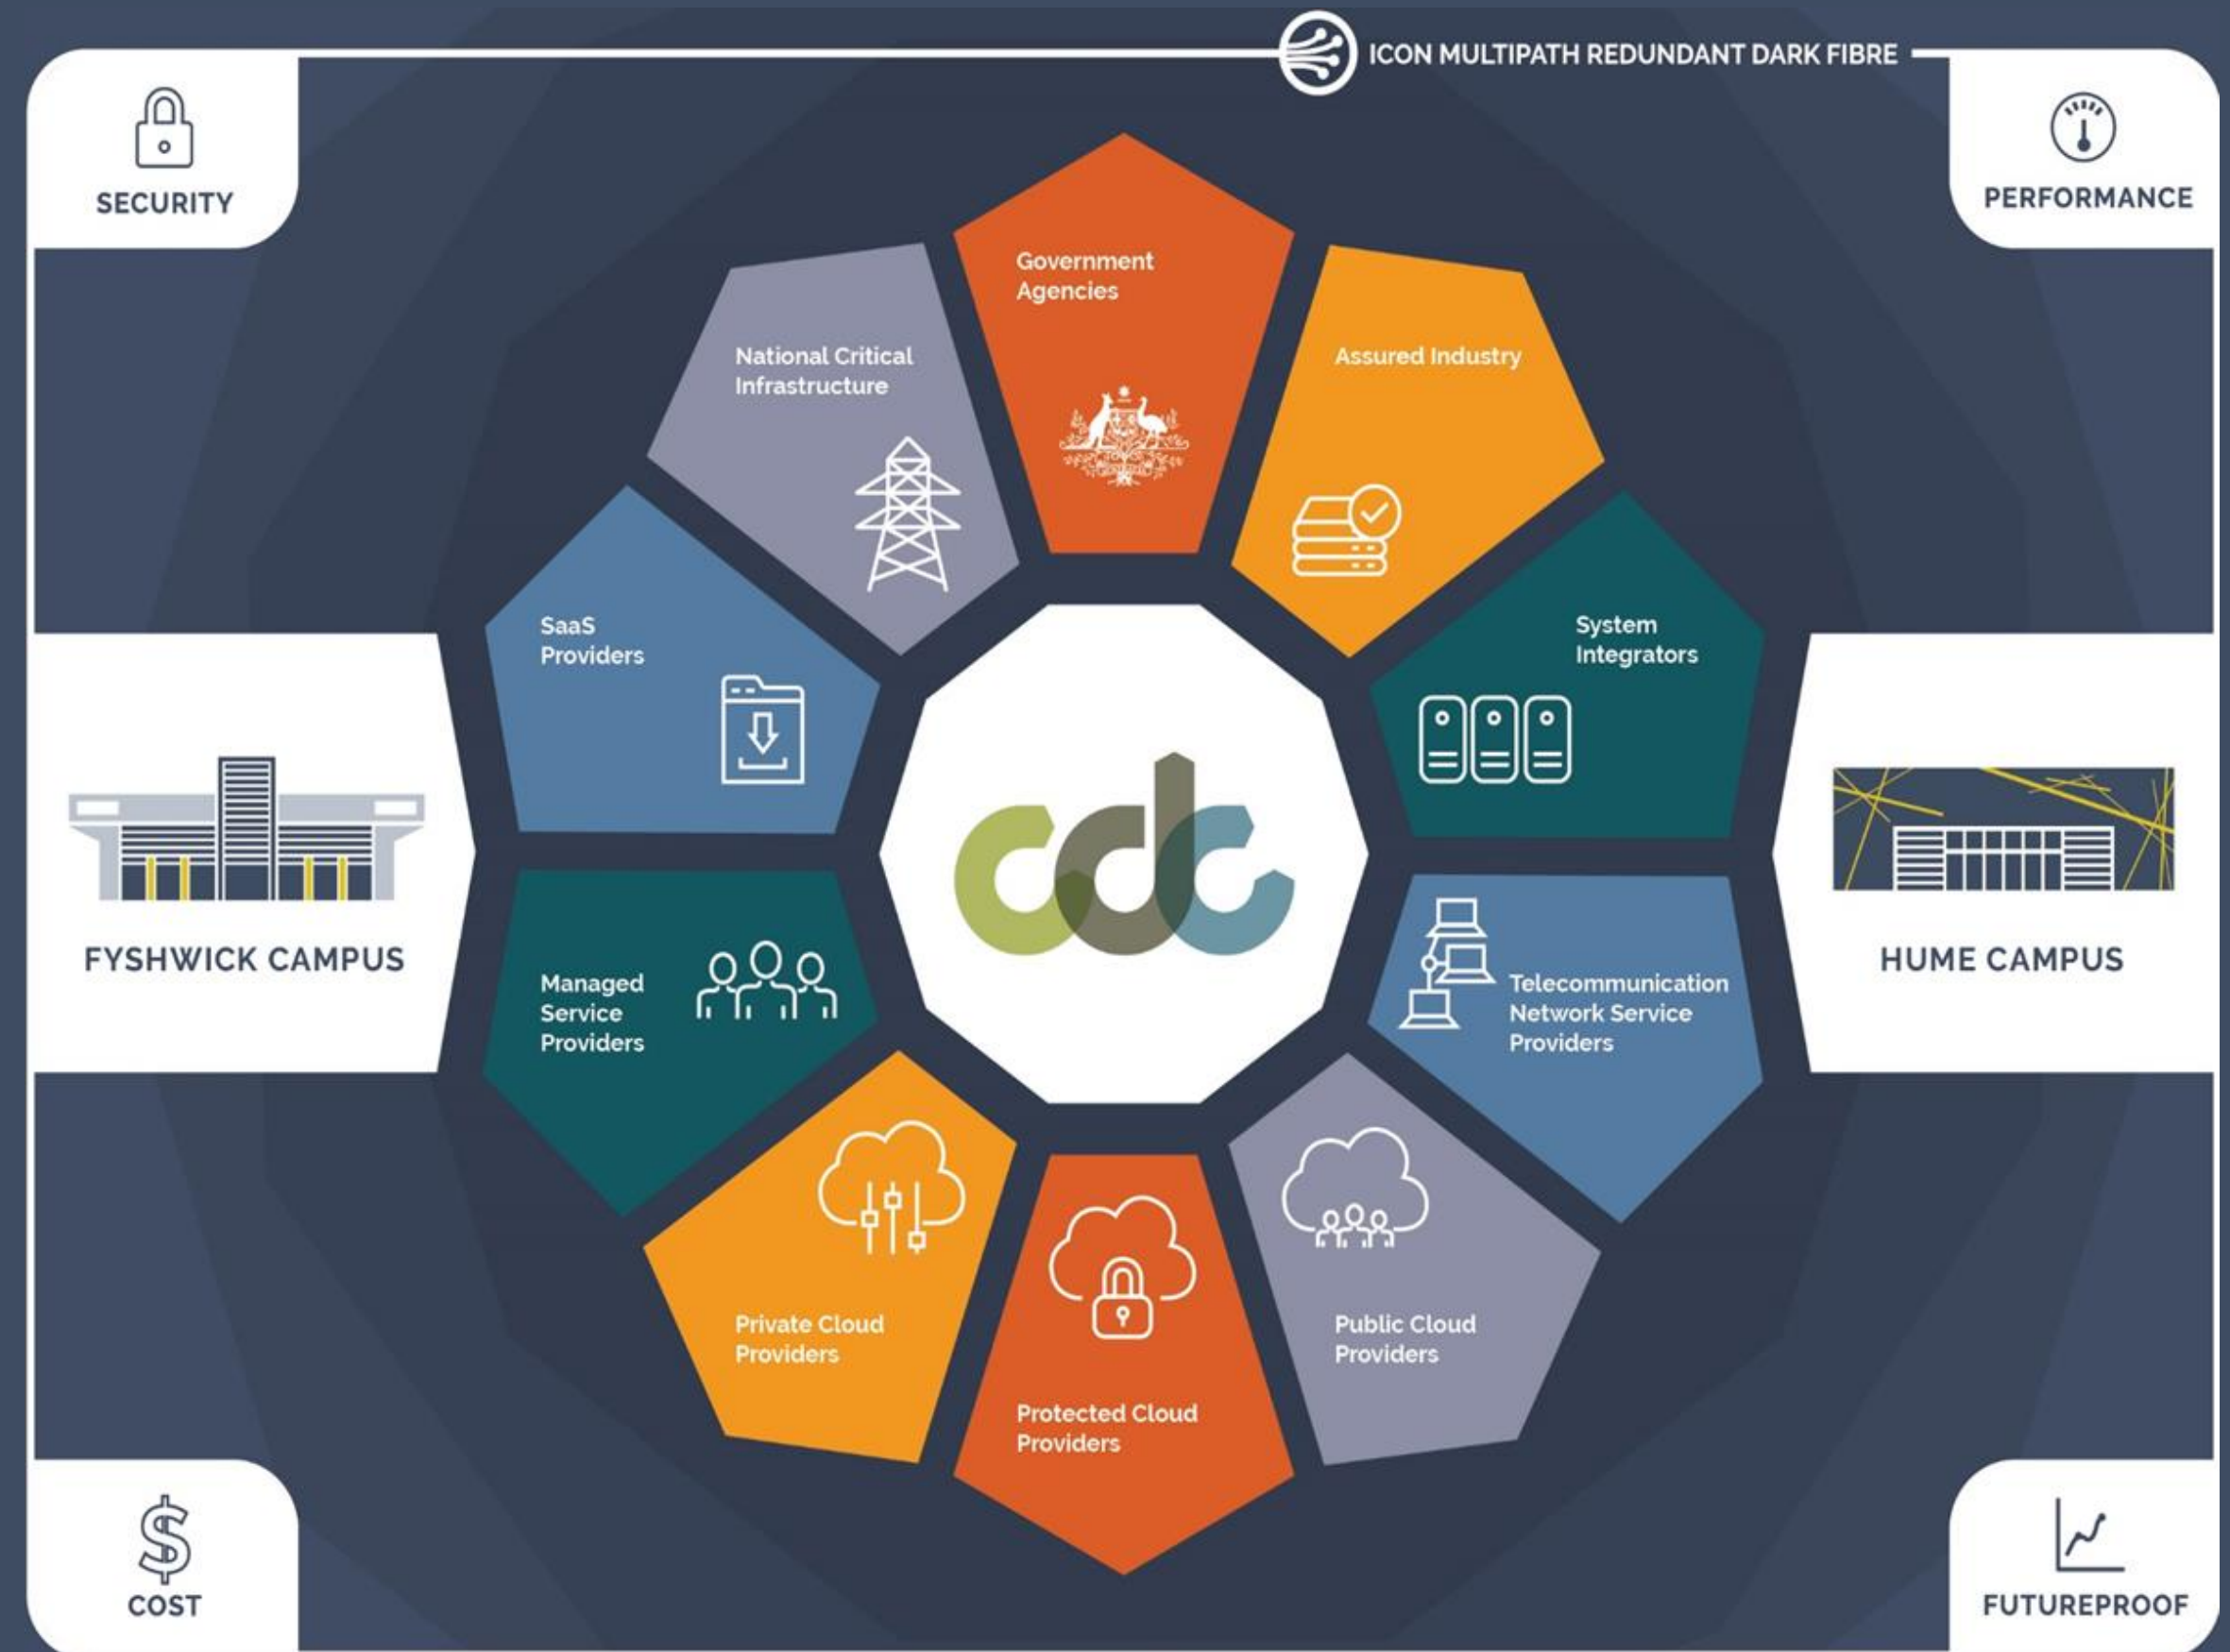 ICON MULTIPATH REDUNDANT DARK FIBRE
SECURITY
PERFORMANCE
Government
Agencies
National Critical
Infrastructure
Assured Industry
SaaS
Providers
System
Integrators
cdc
FYSHWICK CAMPUS
HUME CAMPUS
Managed
Service
Providers
Telecommunication
Network Service
Providers
Private Cloud
Providers
Public Cloud
Providers
Protected Cloud
Providers
$
COST
FUTUREPROOF